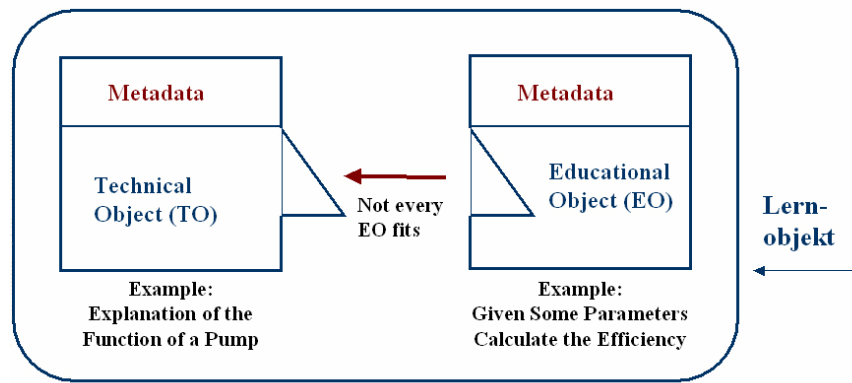 Metadata
Technical
Object (TO)
Example:
Explanation of the
Function of a Pump
Not every
EO fits
Metadata
Educational
Object (EO)
Example:
Given Some Parameters
Calculate the Efficiency
Lern-
objekt